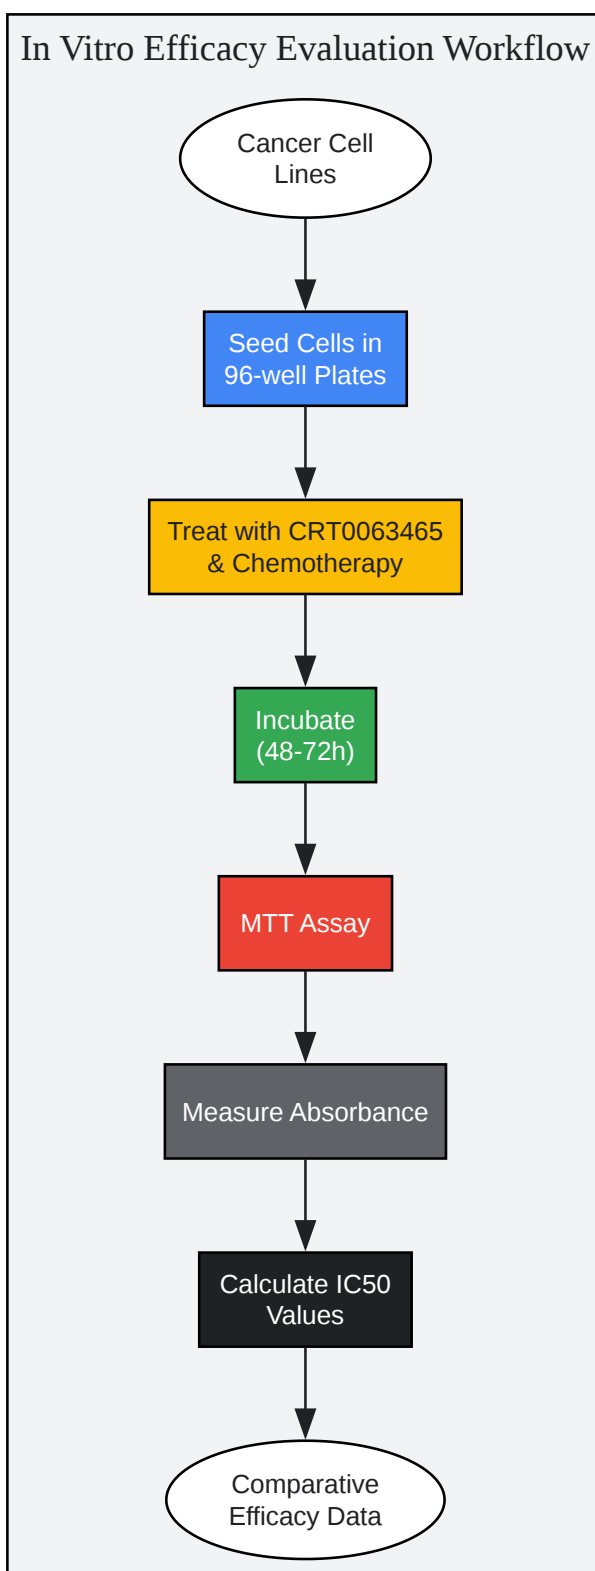 In Vitro Efficacy Evaluation Workflow
Cancer Cell
Lines
Seed Cells in
96-well Plates
Treat with CRT0063465
& Chemotherapy
Incubate
(48-72h)
MTT Assay
Measure Absorbance
Calculate IC50
Values
Comparative
Efficacy Data